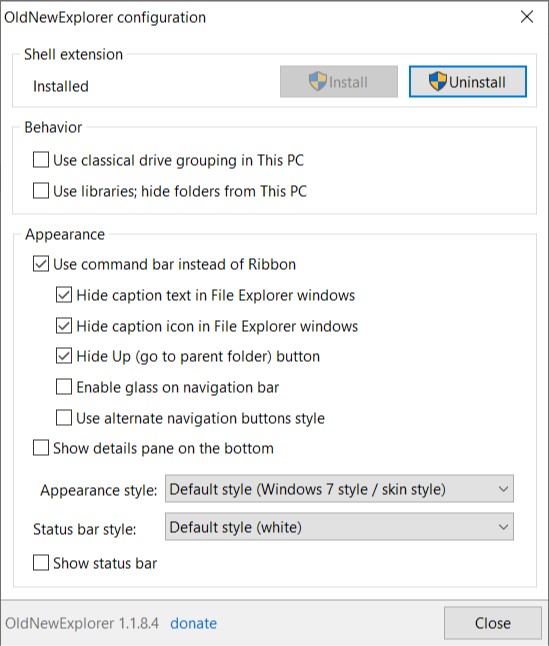 OldNewExplorer configuration
Shell extension
Installed
Install
Uninstall
Behavior
Use classical drive grouping in This PC
Use libraries; hide folders from This PC
Appearance
Use command bar instead of Ribbon
Hide caption text in File Explorer windows
Hide caption icon in File Explorer windows
Hide Up (go to parent folder) button
Enable glass on navigation bar
Use alternate navigation buttons style
Show details pane on the bottom
Appearance style: Default style (Windows 7 style / skin style)
Status bar style: Default style (white)
Show status bar
OldNewExplorer 1.1.8.4 donate Close